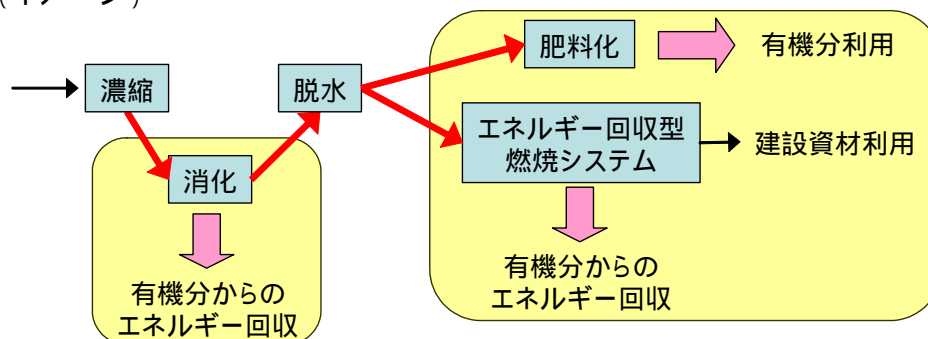 濃縮
脱水
消化
有機分からの
エネルギー回収
肥料化
有機分利用
エネルギー回収型
燃焼システム
建設資材利用
有機分からの
エネルギー回収